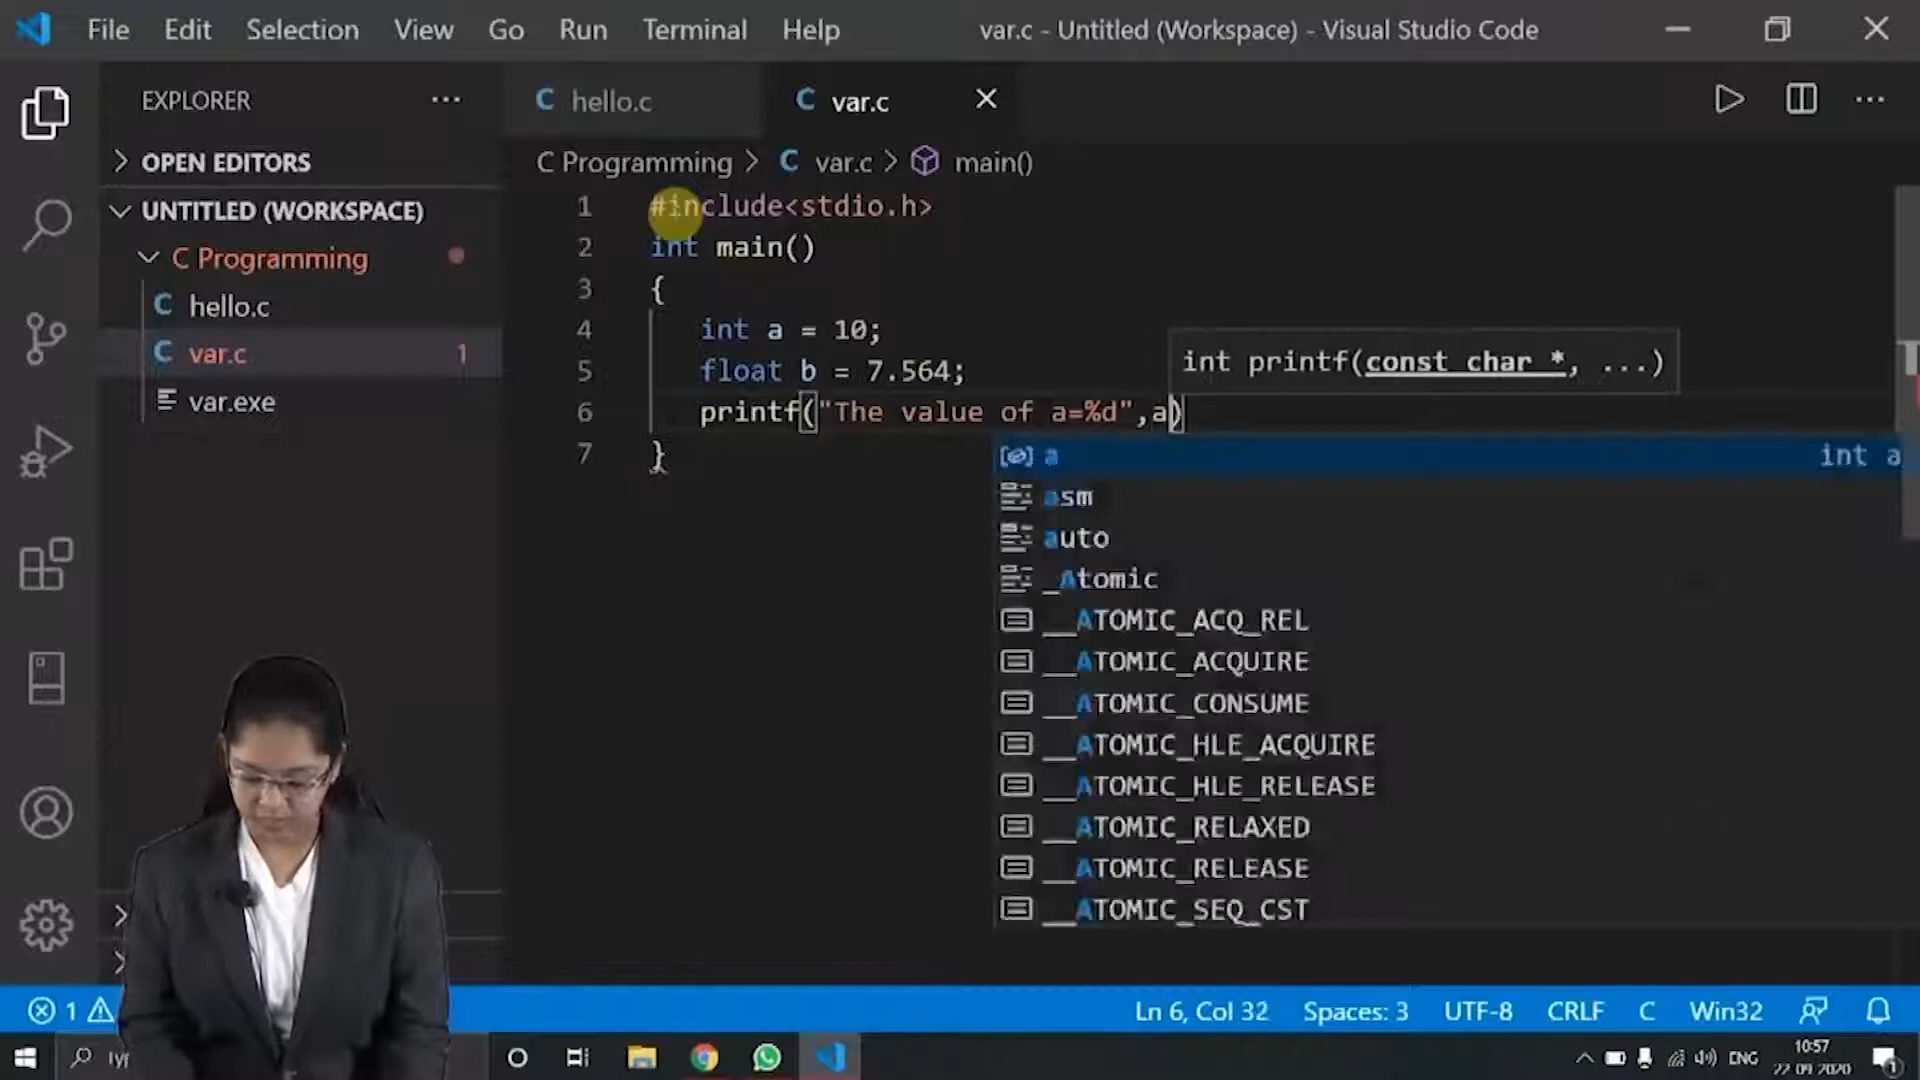 File Edit Selection View Go Run Terminal Help var.c - Untitled (Workspace) - Visual Studio Code
EXPLORER
hello.c
var.c
OPEN EDITORS
UNTITLED (WORKSPACE)
C Programming
hello.c
var.c 1
var.exe
C Programming > C var.c > main()
1 #include<stdio.h>
2 int main()
3 {
4 int a = 10;
5 float b = 7.564;
6 printf("The value of a=%d",a)
7 }
int printf(const char *, ...)
a int a
asm
auto
_Atomic
__ATOMIC_ACQ_REL
__ATOMIC_ACQUIRE
__ATOMIC_CONSUME
__ATOMIC_HLE_ACQUIRE
__ATOMIC_HLE_RELEASE
__ATOMIC_RELAXED
__ATOMIC_RELEASE
__ATOMIC_SEQ_CST
1
Ln 6, Col 32 Spaces: 3 UTF-8 CRLF C Win32
ENG
10:57
22-09-2020